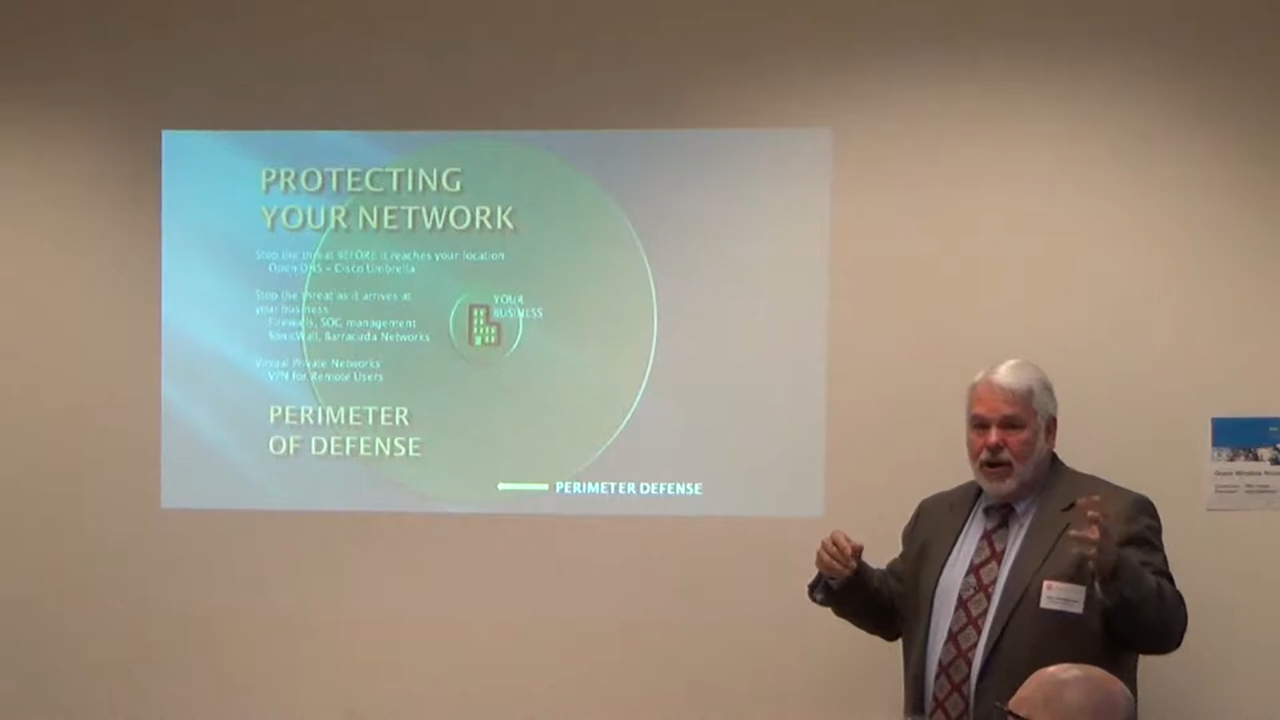 PROTECTING
YOUR NETWORK
Stop the threat BEFORE it reaches your location
Open DNS – Cisco Umbrella
Stop the threat as it arrives at
your business
Firewalls, SOC management
SonicWall, Barracuda Networks
Virtual Private Networks
VPN for Remote Users
YOUR
BUSINESS
PERIMETER
OF DEFENSE
PERIMETER DEFENSE
Guest Wireless